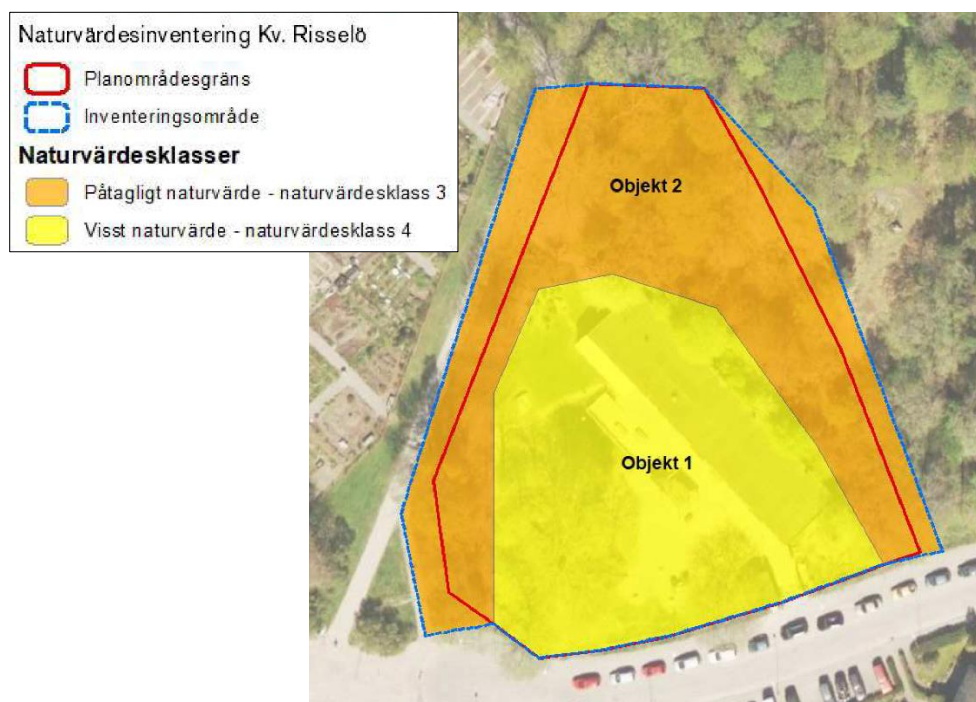 Naturvärdesinventering Kv. Risselö
Planområdesgräns
Inventeringsområde
Naturvärdesklasser
Påtagligt naturvärde - naturvärdesklass 3
Visst naturvärde - naturvärdesklass 4
Objekt 2
Objekt 1